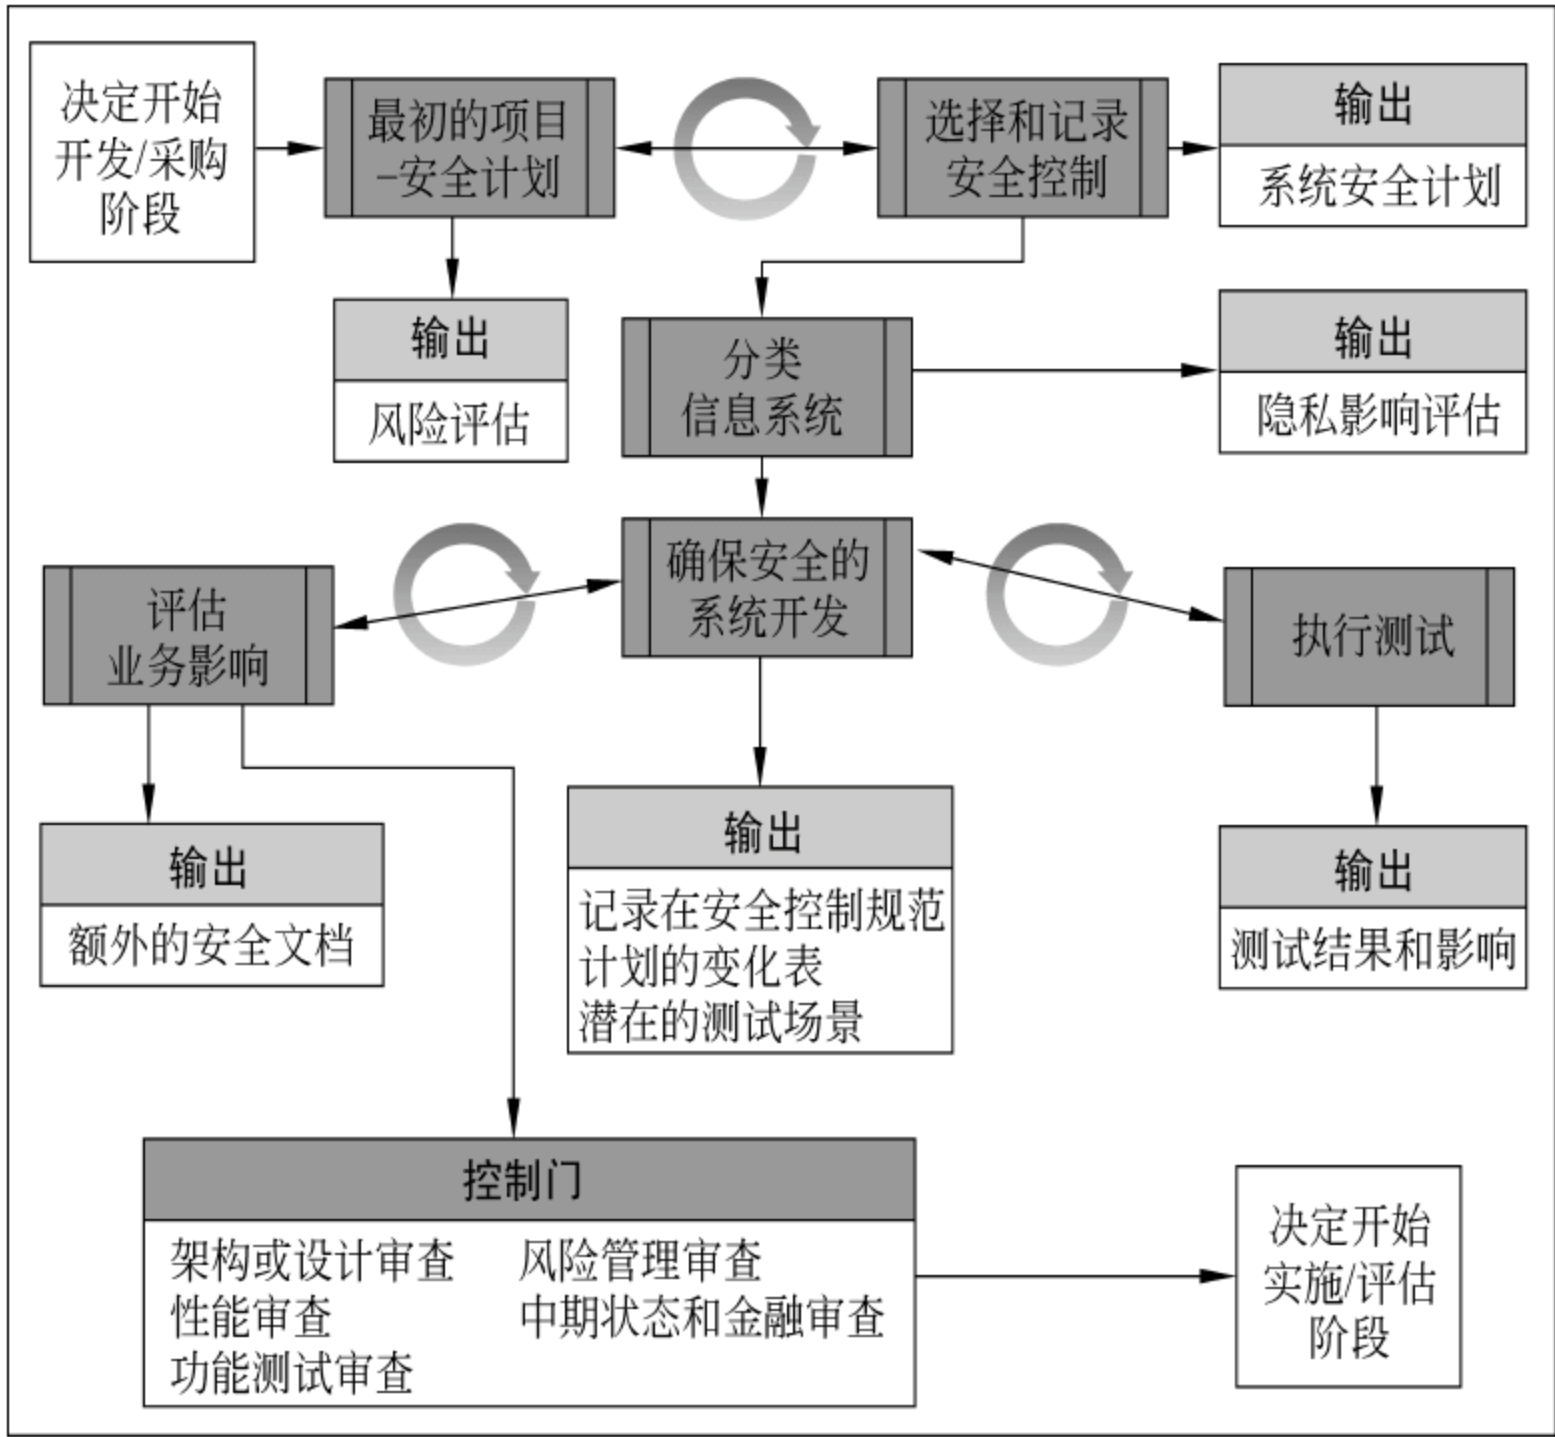 决定开始
开发/采购
阶段
最初的项目
-安全计划
选择和记录
安全控制
输出
系统安全计划
输出
风险评估
分类
信息系统
输出
隐私影响评估
评估
业务影响
确保安全的
系统开发
执行测试
输出
额外的安全文档
输出
记录在安全控制规范
计划的变化表
潜在的测试场景
输出
测试结果和影响
控制门
架构或设计审查 风险管理审查
性能审查 中期状态和金融审查
功能测试审查
决定开始
实施/评估
阶段